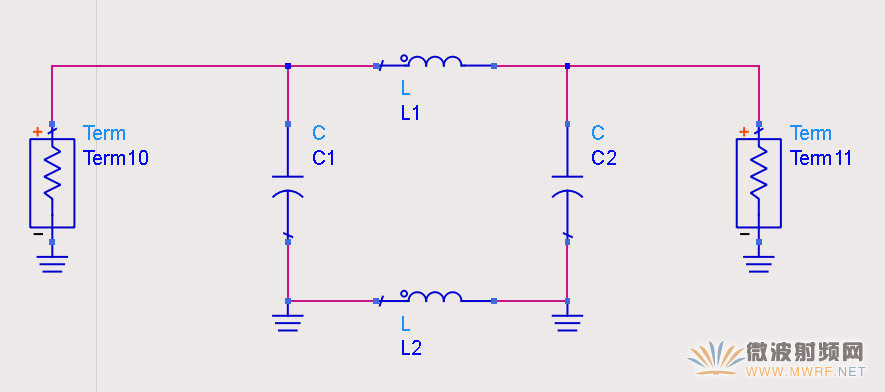 L
L1
+ Term
Term10
C
C1
C
C2
+ Term
Term11
−
−
L
L2
微波射频网
WWW.MWRF.NET